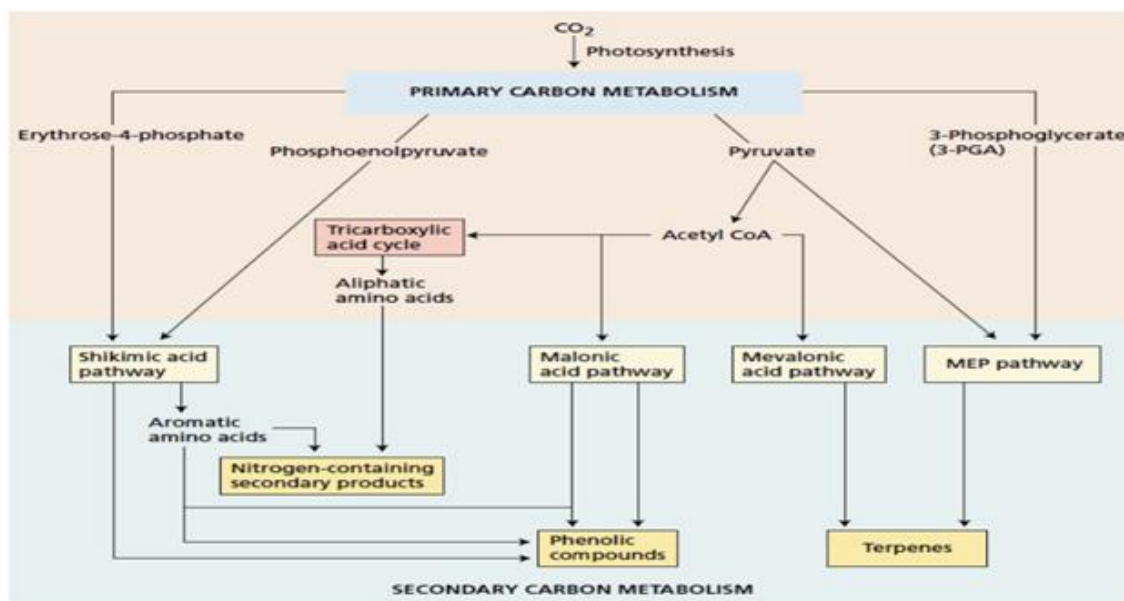 CO2
Photosynthesis
PRIMARY CARBON METABOLISM
Erythrose-4-phosphate
Phosphoenolpyruvate
Pyruvate
3-Phosphoglycerate
(3-PGA)
Tricarboxylic
acid cycle
Acetyl CoA
Aliphatic
amino acids
Shikimic acid
pathway
Malonic
acid pathway
Mevalonic
acid pathway
MEP pathway
Aromatic
amino acids
Nitrogen-containing
secondary products
Phenolic
compounds
Terpenes
SECONDARY CARBON METABOLISM